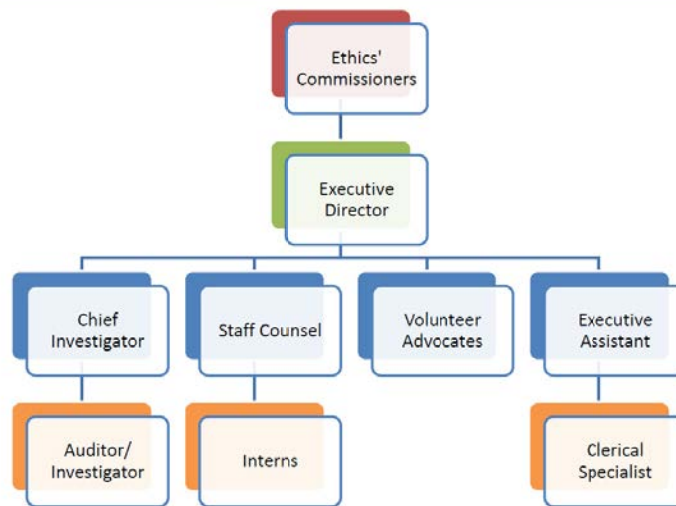 Ethics'
Commissioners
Executive
Director
Chief
Investigator
Staff Counsel
Volunteer
Advocates
Executive
Assistant
Auditor/
Investigator
Interns
Clerical
Specialist